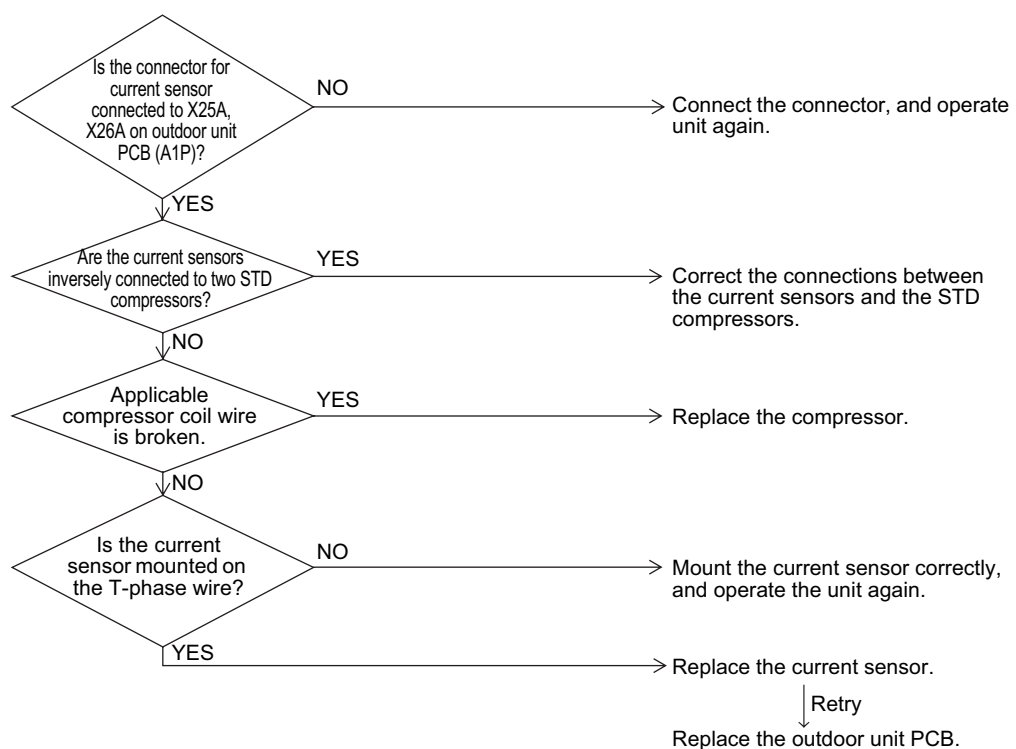 Is the connector for
current sensor
connected to X25A,
X26A on outdoor unit
PCB (A1P)?
NO
Connect the connector, and operate
unit again.
YES
Are the current sensors
inversely connected to two STD
compressors?
YES
Correct the connections between
the current sensors and the STD
compressors.
NO
Applicable
compressor coil wire
is broken.
YES
Replace the compressor.
NO
Is the current
sensor mounted on
the T-phase wire?
NO
Mount the current sensor correctly,
and operate the unit again.
YES
Replace the current sensor.
Retry
Replace the outdoor unit PCB.